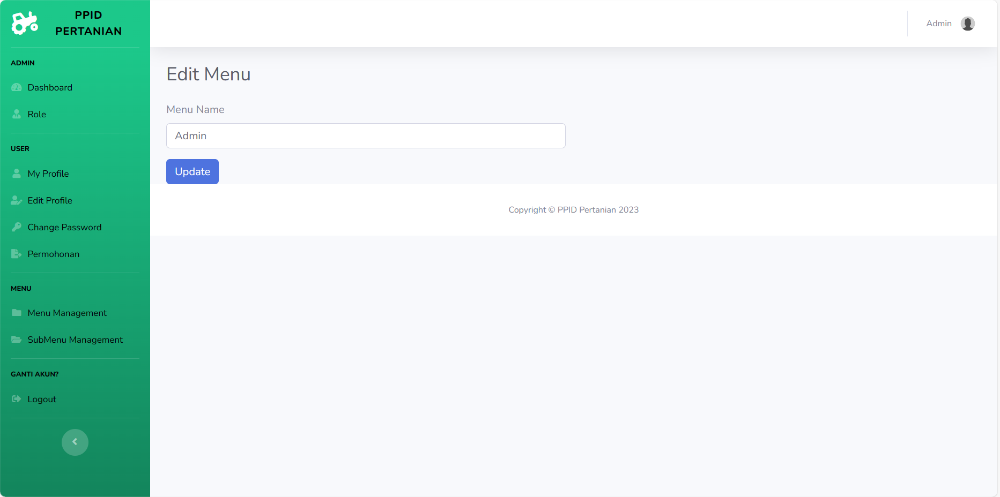 PPID
PERTANIAN
ADMIN
Dashboard
Role
USER
My Profile
Edit Profile
Change Password
Permohonan
MENU
Menu Management
SubMenu Management
GANTI AKUN?
Logout
Admin
Edit Menu
Menu Name
Admin
Update
Copyright © PPID Pertanian 2023